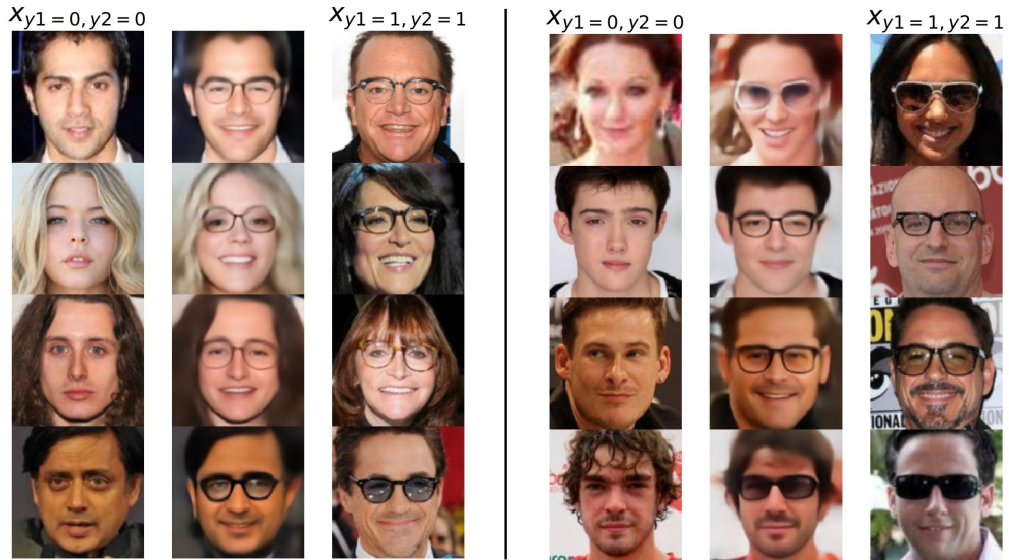 x_{y1=0, y2=0} x_{y1=1, y2=1} x_{y1=0, y2=0} x_{y1=1, y2=1}
IONAL